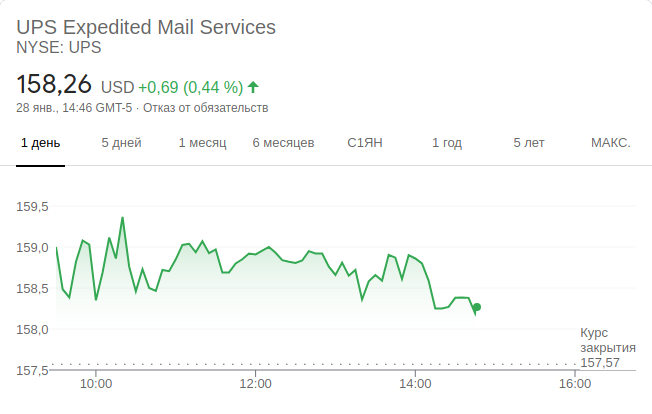 UPS Expedited Mail Services
NYSE: UPS
158,26 USD +0,69 (0,44 %)
28 янв., 14:46 GMT-5 · Отказ от обязательств
1 день 5 дней 1 месяц 6 месяцев С1ЯН 1 год 5 лет МАКС.
159,5
159,0
158,5
158,0
Курс
закрытия
157,57
157,5
10:00 12:00 14:00 16:00